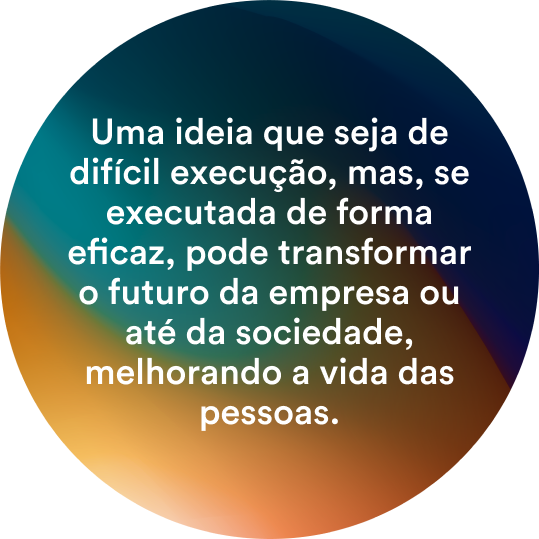 Uma ideia que seja de
difícil execução, mas, se
executada de forma
eficaz, pode transformar
o futuro da empresa ou
até da sociedade,
melhorando a vida das
pessoas.